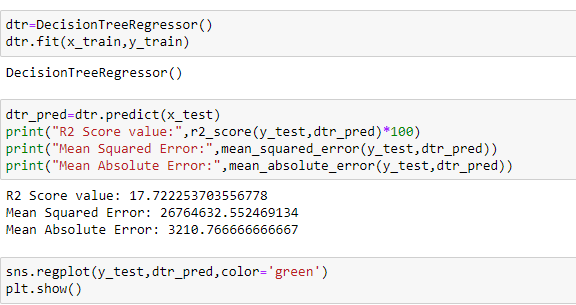 dtr=DecisionTreeRegressor()
dtr.fit(x_train,y_train)
DecisionTreeRegressor()
dtr_pred=dtr.predict(x_test)
print("R2 Score value:",r2_score(y_test,dtr_pred)*100)
print("Mean Squared Error:",mean_squared_error(y_test,dtr_pred))
print("Mean Absolute Error:",mean_absolute_error(y_test,dtr_pred))
R2 Score value: 17.722253703556778
Mean Squared Error: 26764632.552469134
Mean Absolute Error: 3210.766666666667
sns.regplot(y_test,dtr_pred,color='green')
plt.show()